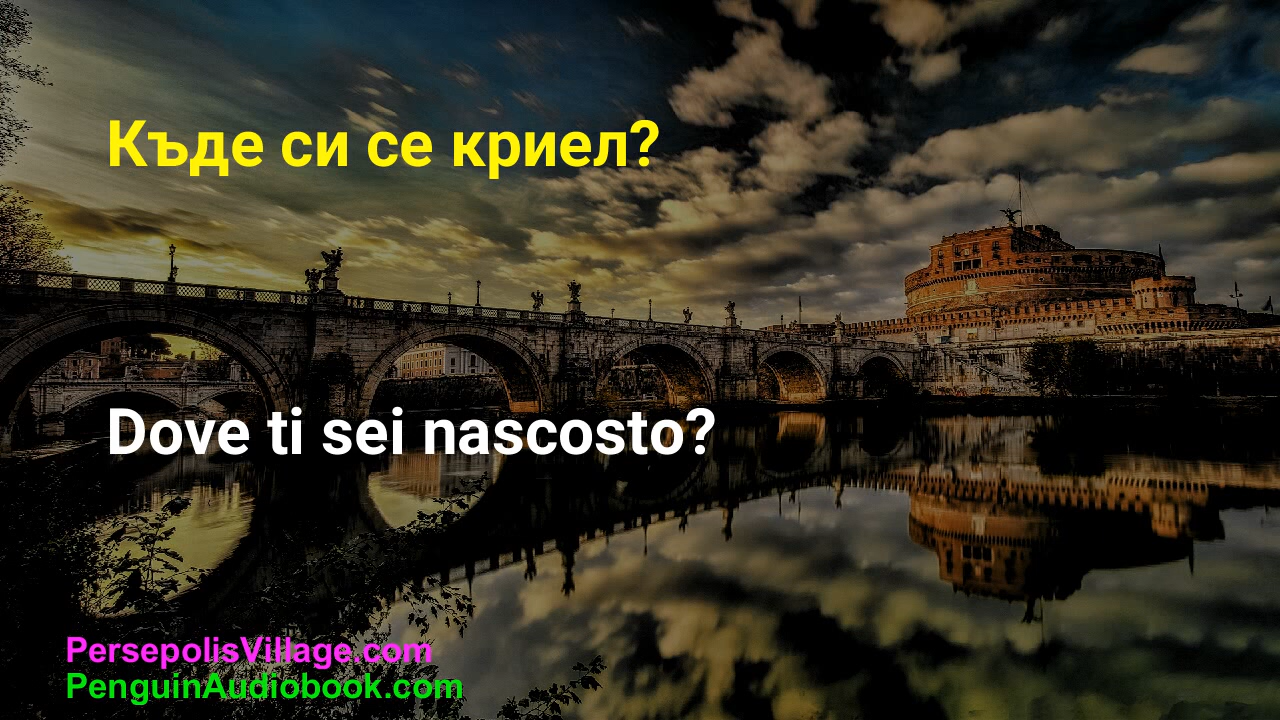 Къде си се криел?
Dove ti sei nascosto?
PersepolisVillage.com
PenguinAudiobook.com